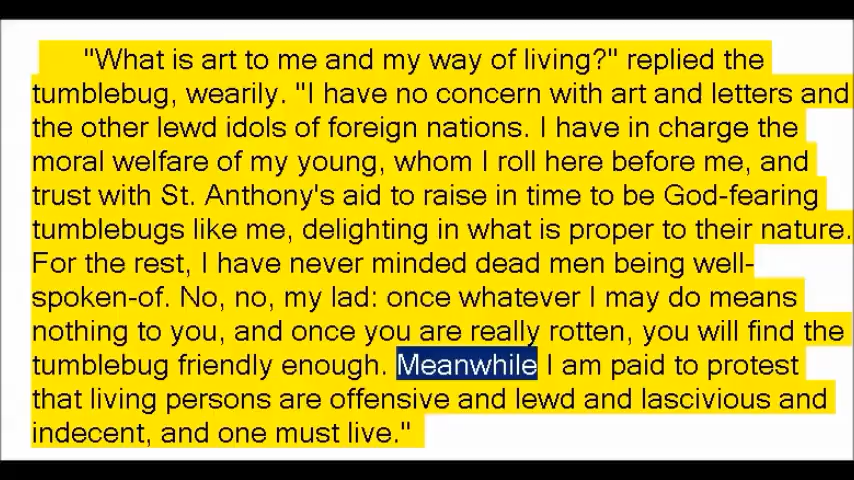 "What is art to me and my way of living?" replied the
tumblebug, wearily. "I have no concern with art and letters and
the other lewd idols of foreign nations. I have in charge the
moral welfare of my young, whom I roll here before me, and
trust with St. Anthony's aid to raise in time to be God-fearing
tumblebugs like me, delighting in what is proper to their nature.
For the rest, I have never minded dead men being well-
spoken-of. No, no, my lad: once whatever I may do means
nothing to you, and once you are really rotten, you will find the
tumblebug friendly enough. Meanwhile I am paid to protest
that living persons are offensive and lewd and lascivious and
indecent, and one must live."